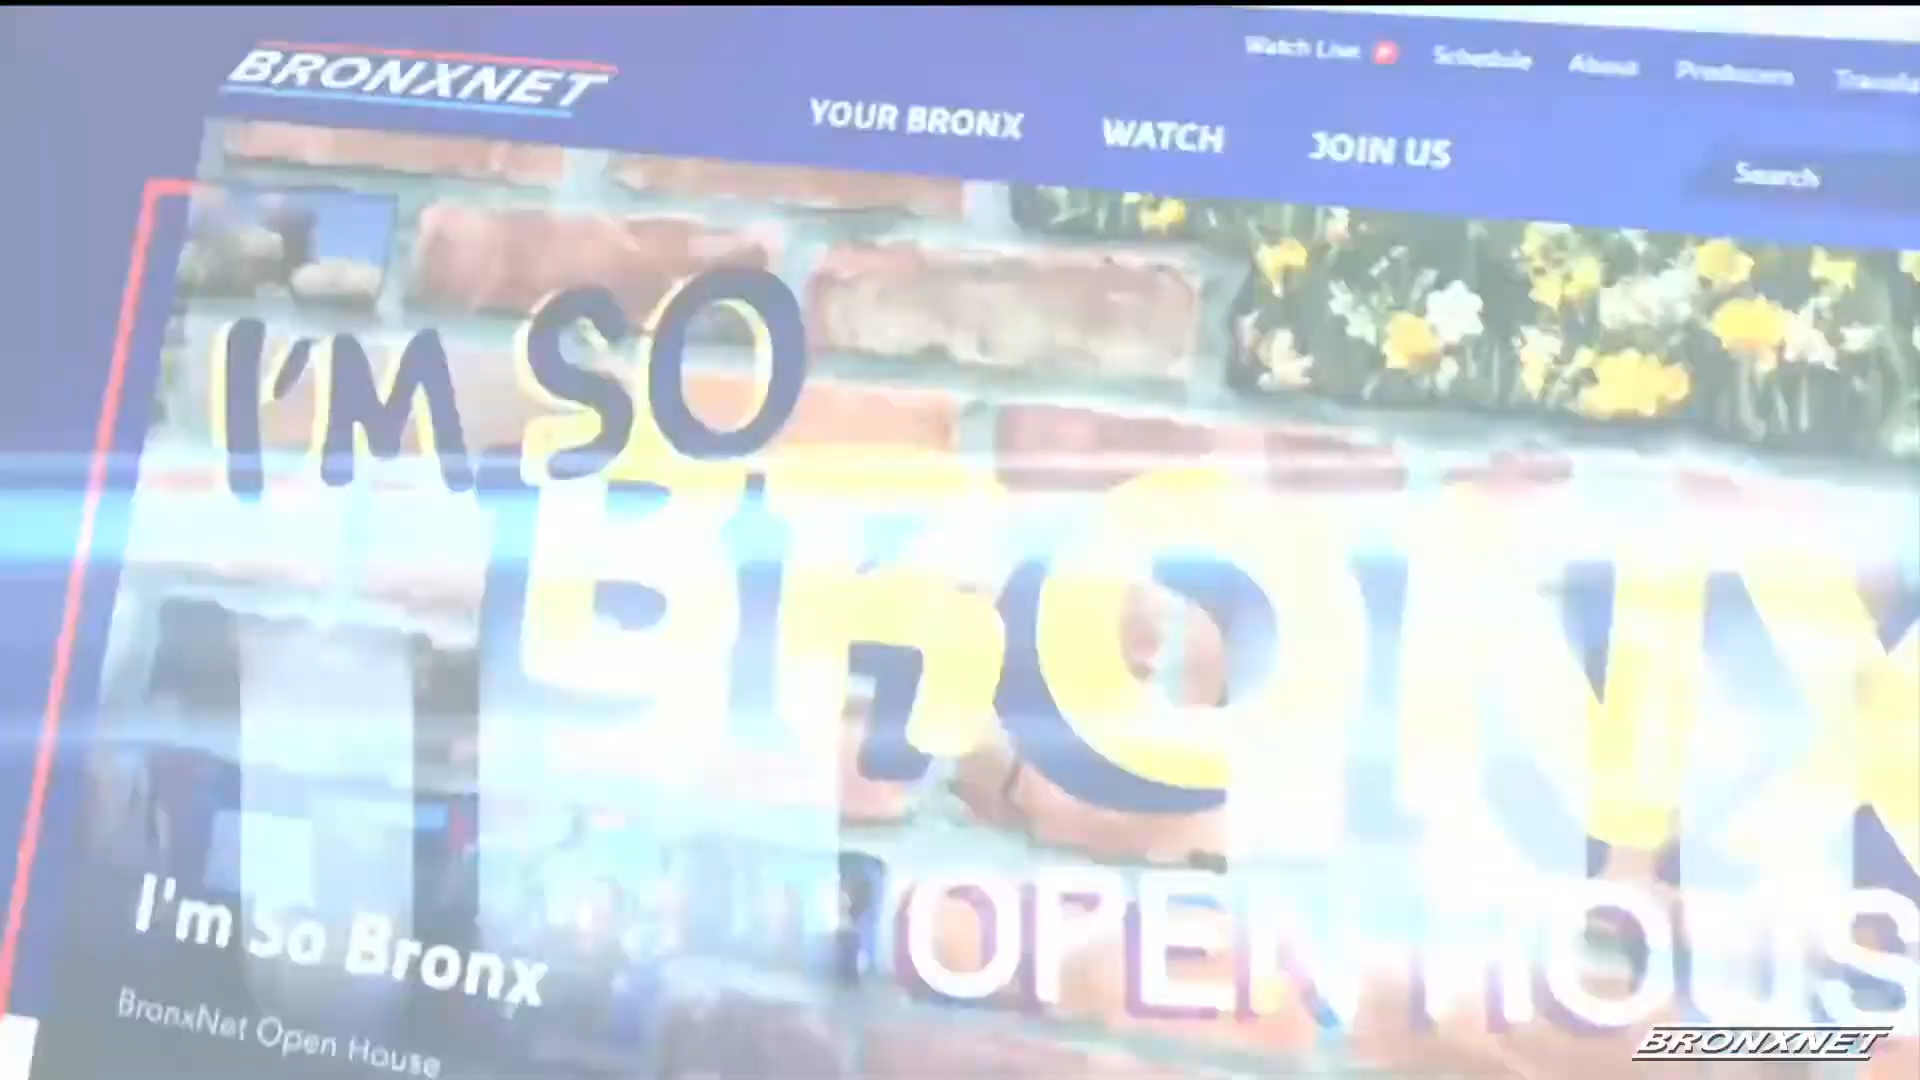 BRONXNET
Watch Live
Schedule
About
Producers
YOUR BRONX
WATCH
JOIN US
Search
I'M SO
BRONX
OPEN HOUS
I'm So Bronx
BronxNet Open House
BRONXNET